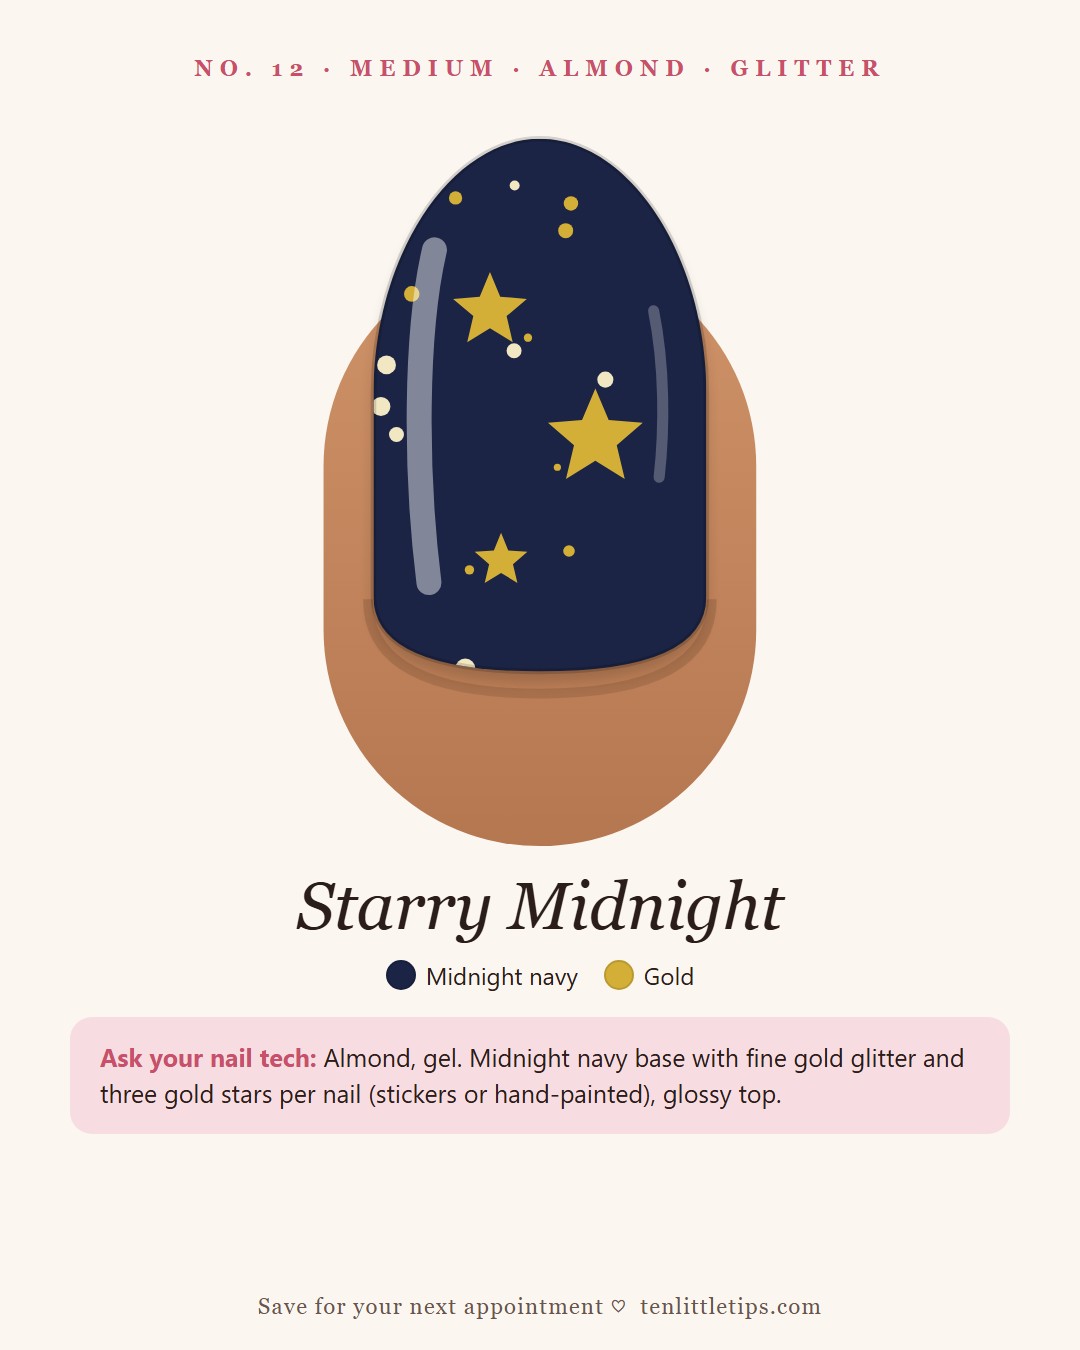 NO. 12 · MEDIUM · ALMOND · GLITTER
Starry Midnight
Midnight navy Gold
Ask your nail tech: Almond, gel. Midnight navy base with fine gold glitter and
three gold stars per nail (stickers or hand-painted), glossy top.
Save for your next appointment ♡ tenlittletips.com